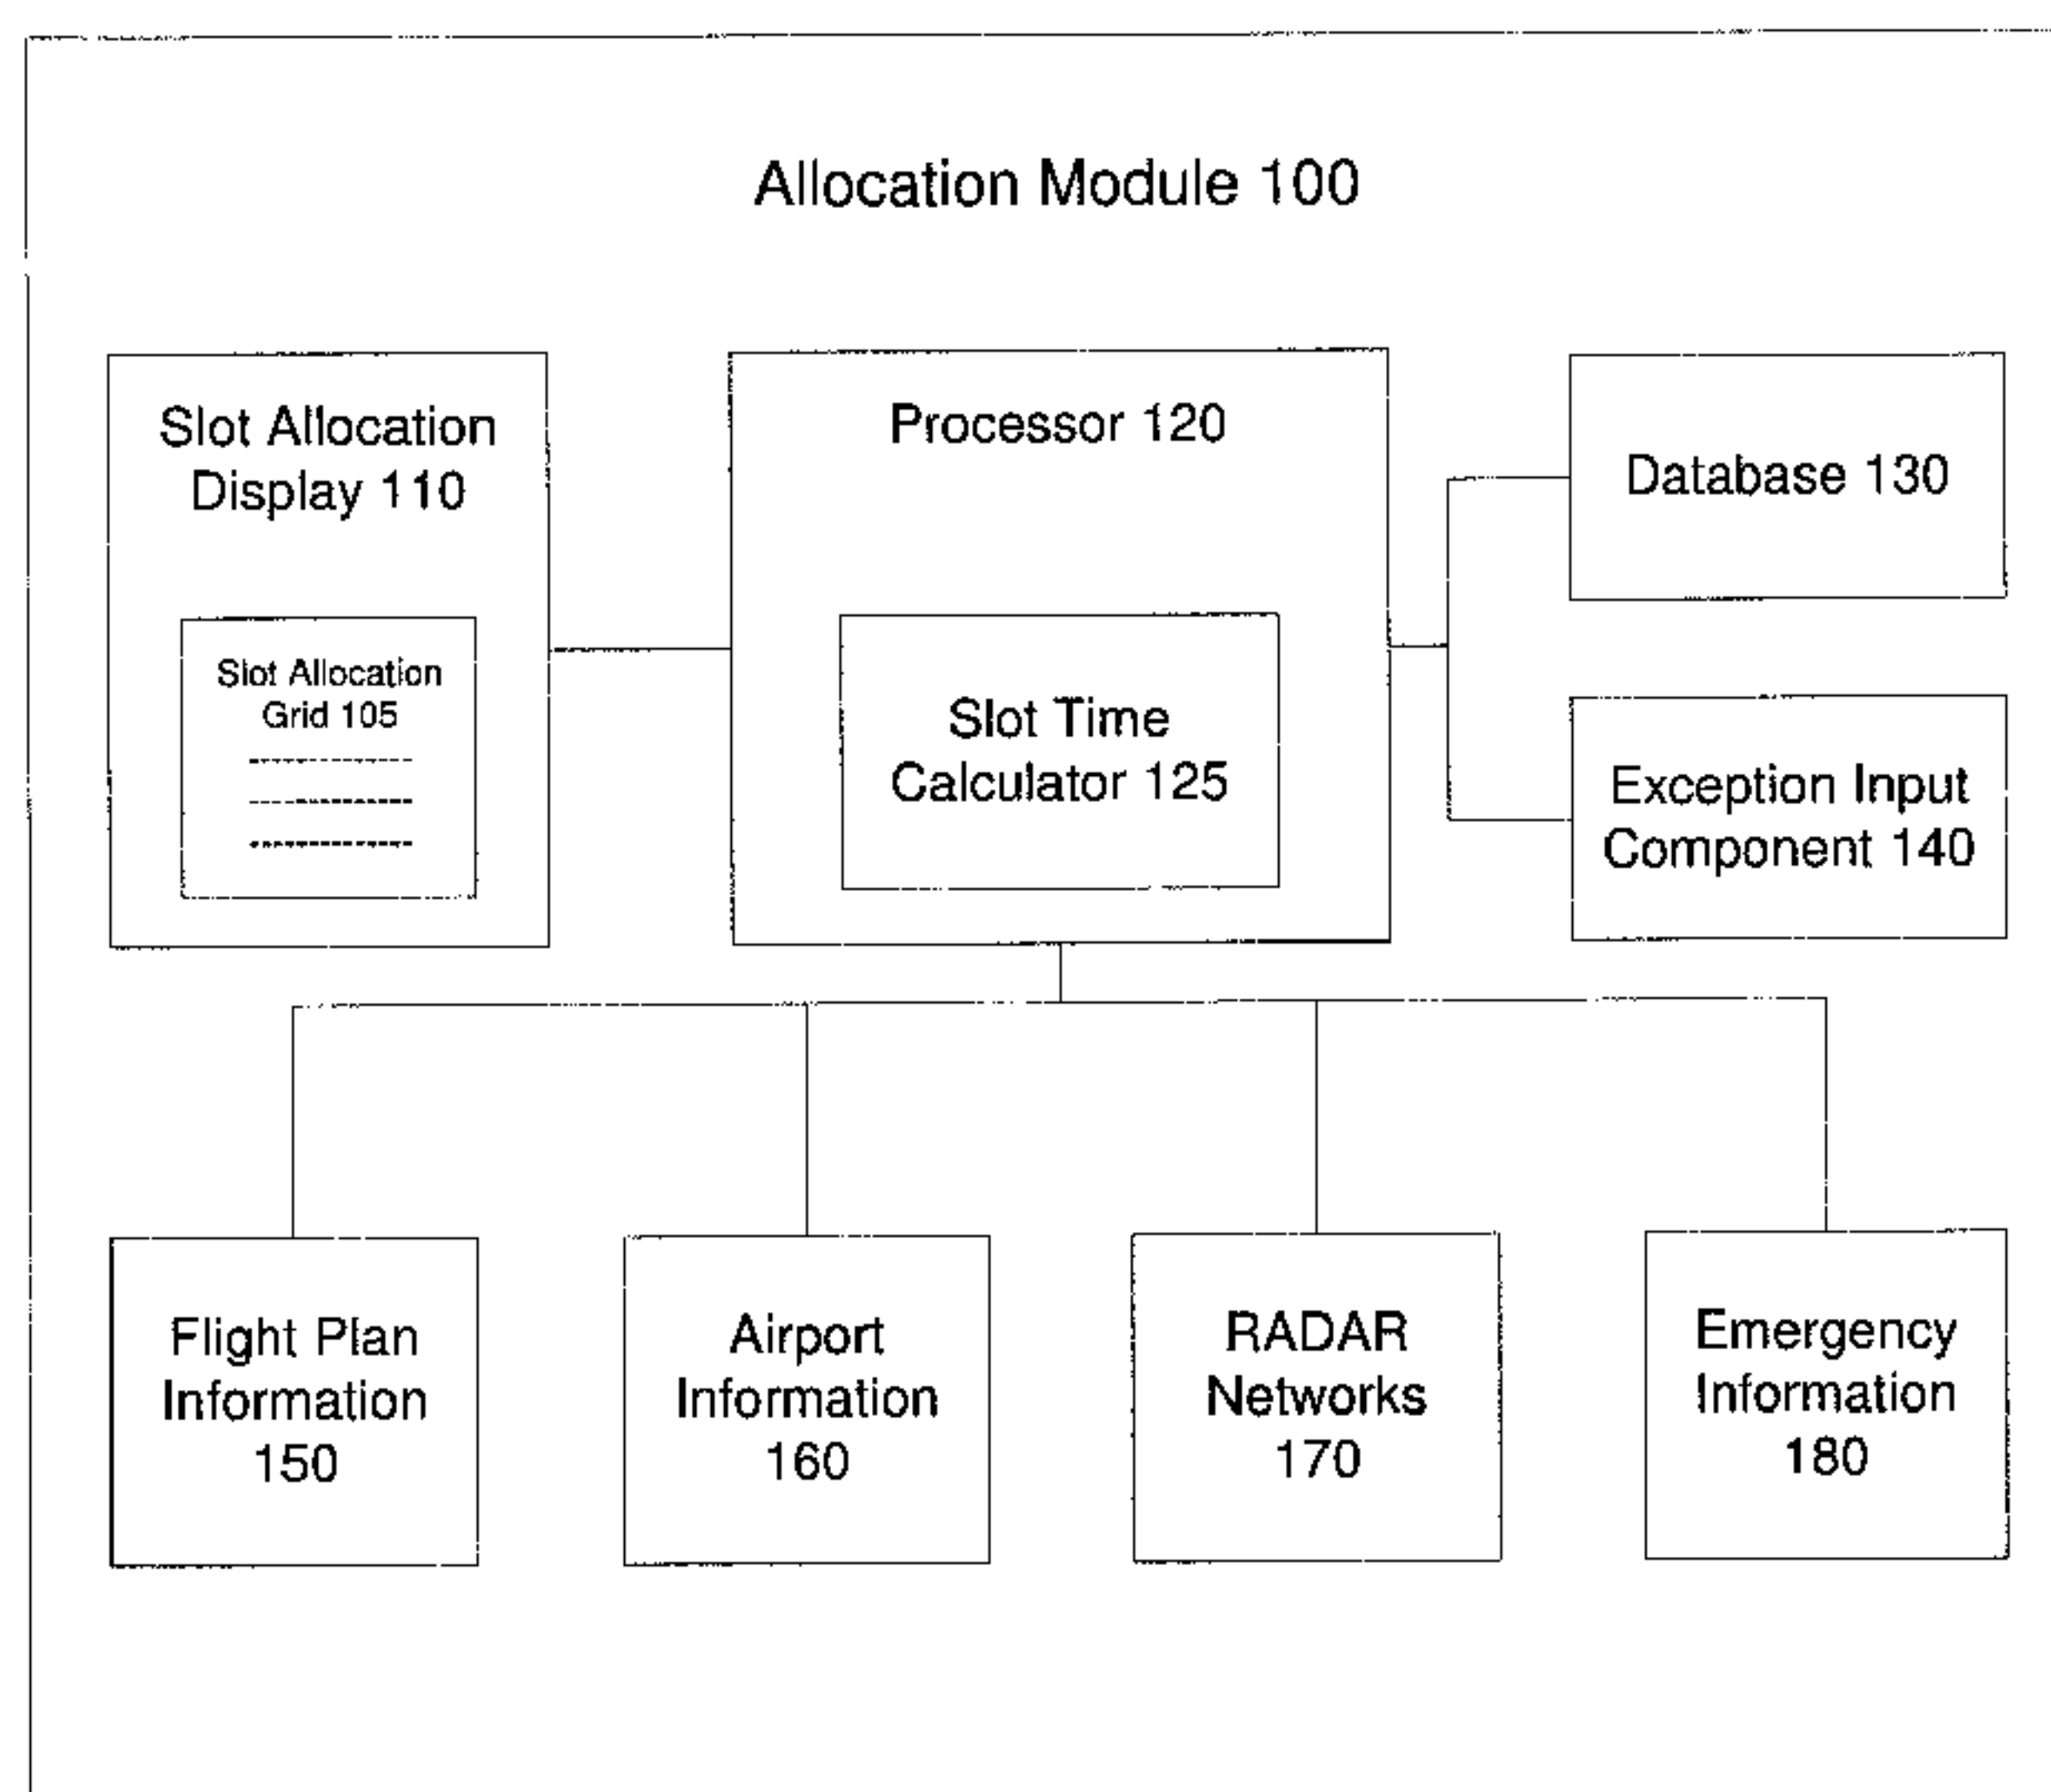 Allocation Module 100
Slot Allocation
Display 110
Slot Allocation
Grid 105
Processor 120
Slot Time
Calculator 125
Database 130
Exception Input
Component 140
Flight Plan
Information
150
Airport
Information
160
RADAR
Networks
170
Emergency
Information
180